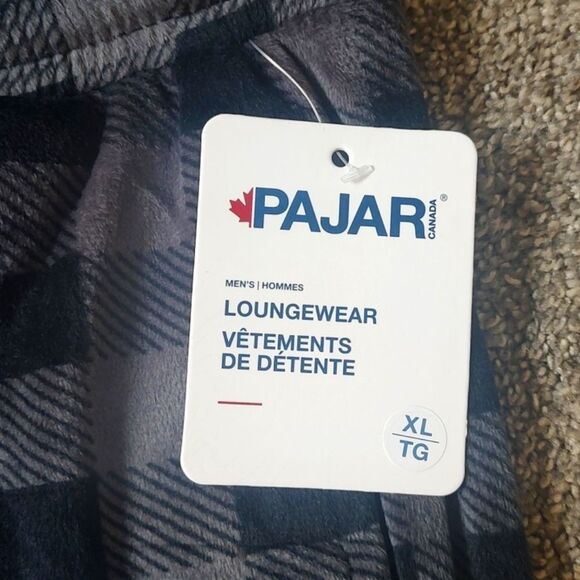 PAJAR®
CANADA
MEN'S | HOMMES
LOUNGEWEAR
VÊTEMENTS
DE DÉTENTE
XL
TG